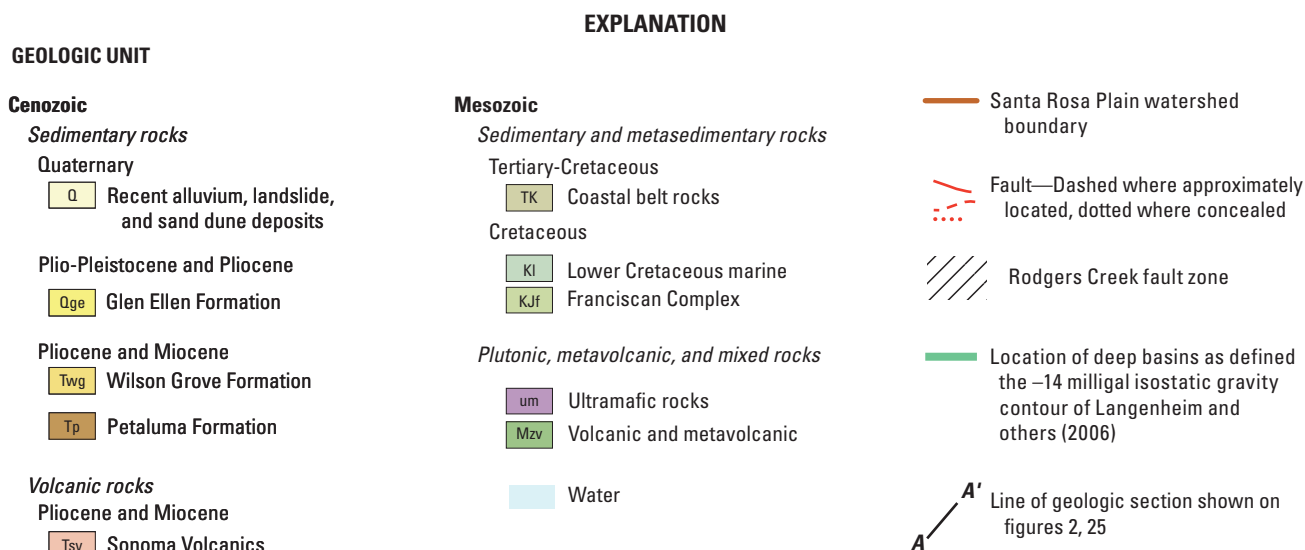 EXPLANATION
GEOLOGIC UNIT
Cenozoic
Sedimentary rocks
Quaternary
Q Recent alluvium, landslide,
and sand dune deposits
Plio-Pleistocene and Pliocene
Qge Glen Ellen Formation
Pliocene and Miocene
Twg Wilson Grove Formation
Tp Petaluma Formation
Volcanic rocks
Pliocene and Miocene
Tsv Sonoma Volcanics
Mesozoic
Sedimentary and metasedimentary rocks
Tertiary-Cretaceous
TK Coastal belt rocks
Cretaceous
Kl Lower Cretaceous marine
KJf Franciscan Complex
Plutonic, metavolcanic, and mixed rocks
um Ultramafic rocks
Mzv Volcanic and metavolcanic
Water
Santa Rosa Plain watershed
boundary
Fault—Dashed where approximately
located, dotted where concealed
Rodgers Creek fault zone
Location of deep basins as defined
the –14 milligal isostatic gravity
contour of Langenheim and
others (2006)
A' Line of geologic section shown on
figures 2, 25
A